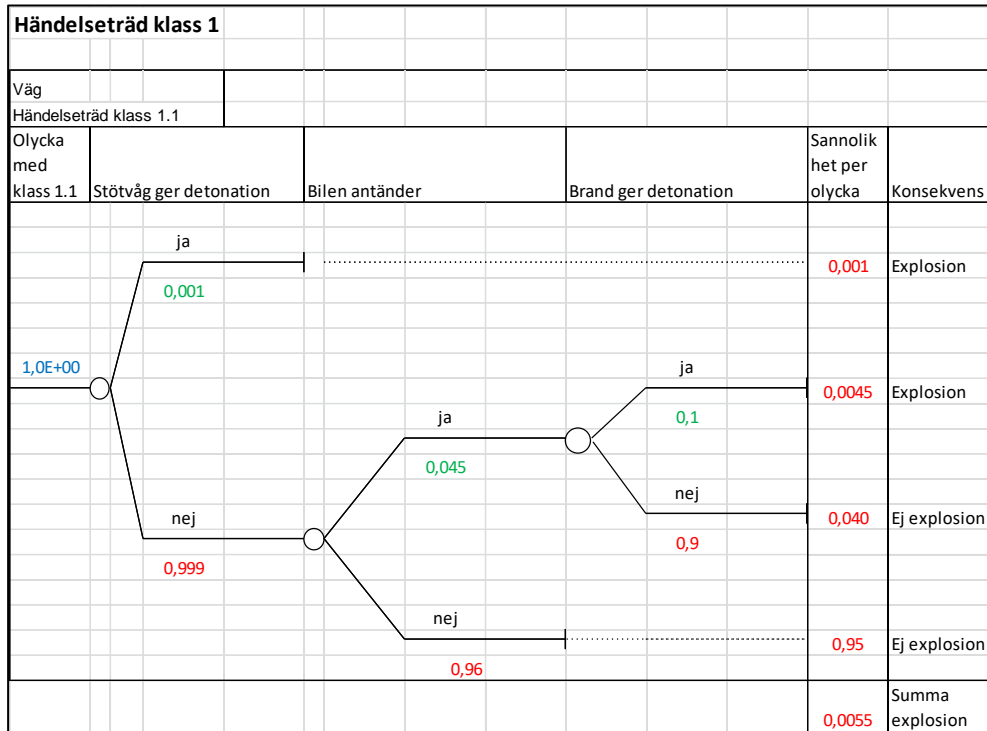 Händelseträd klass 1
Väg
Händelseträd klass 1.1
Olycka
med
klass 1.1
Stötvåg ger detonation
Bilen antänder
Brand ger detonation
Sannolik
het per
olycka
Konsekvens
ja
0,001
Explosion
0,001
1,0E+00
ja
0,0045
Explosion
ja
0,1
0,045
nej
nej
0,040
Ej explosion
0,999
0,9
nej
0,95
Ej explosion
0,96
Summa
0,0055
explosion